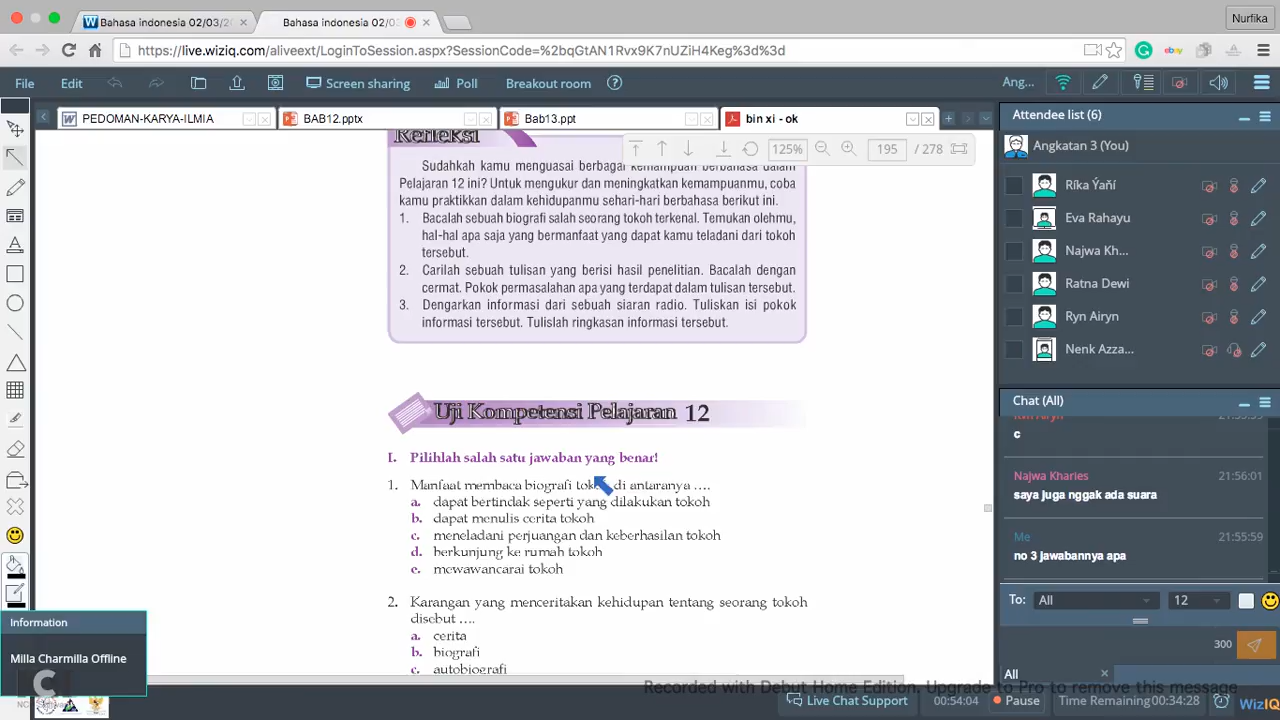 Bahasa indonesia 02/03/20
Bahasa indonesia 02/03/
Nurfika
https://live.wiziq.com/aliveext/LoginToSession.aspx?SessionCode=%2bqGtAN1Rvx9K7nUZiH4Keg%3d%3d
File Edit Screen sharing Poll Breakout room Ang...
PEDOMAN-KARYA-ILMIA BAB12.pptx Bab13.ppt bin xi - ok
Attendee list (6)
Refleksi
125% 195 / 278
Angkatan 3 (You)
Sudahkah kamu menguasai berbagai kemampuan berbahasa dalam
Pelajaran 12 ini? Untuk mengukur dan meningkatkan kemampuanmu, coba
kamu praktikkan dalam kehidupanmu sehari-hari berbahasa berikut ini.
1. Bacalah sebuah biografi salah seorang tokoh terkenal. Temukan olehmu,
hal-hal apa saja yang bermanfaat yang dapat kamu teladani dari tokoh
tersebut.
2. Carilah sebuah tulisan yang berisi hasil penelitian. Bacalah dengan
cermat. Pokok permasalahan apa yang terdapat dalam tulisan tersebut.
3. Dengarkan informasi dari sebuah siaran radio. Tuliskan isi pokok
informasi tersebut. Tulislah ringkasan informasi tersebut.
Uji Kompetensi Pelajaran 12
I. Pilihlah salah satu jawaban yang benar!
1. Manfaat membaca biografi tokoh di antaranya ....
a. dapat bertindak seperti yang dilakukan tokoh
b. dapat menulis cerita tokoh
c. meneladani perjuangan dan keberhasilan tokoh
d. berkunjung ke rumah tokoh
e. mewawancarai tokoh
2. Karangan yang menceritakan kehidupan tentang seorang tokoh
disebut ....
a. cerita
b. biografi
c. autobiografi
Ríka Ýañí
Eva Rahayu
Najwa Kh...
Ratna Dewi
Ryn Airyn
Nenk Azza...
Chat (All)
c
Najwa Kharies 21:56:01
saya juga nggak ada suara
Me 21:55:59
no 3 jawabannya apa
To: All 12
300
All
Information
Milla Charmilla Offline
Recorded with Debut Home Edition. Upgrade to Pro to remove this message
Live Chat Support 00:54:04 Pause Time Remaining 00:34:28 WizIQ